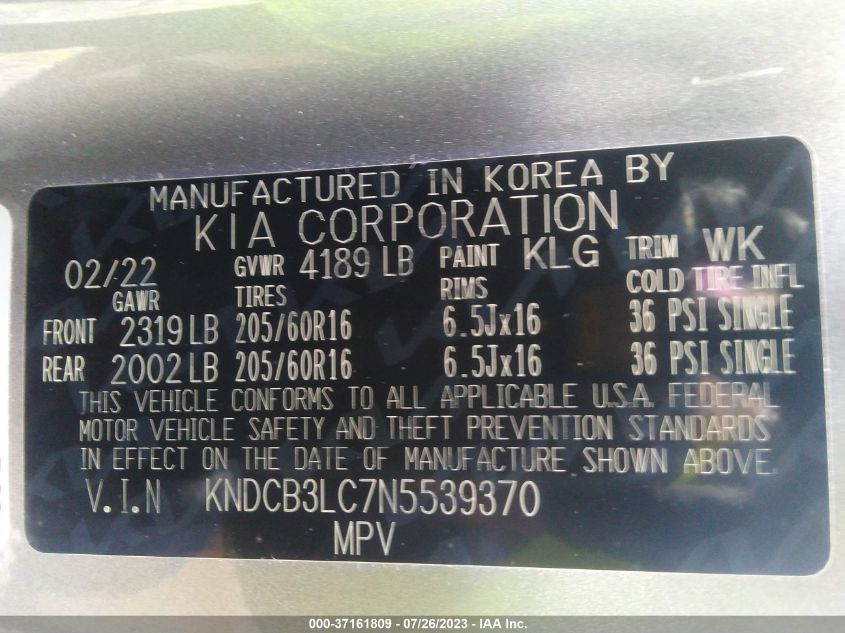 MANUFACTURED IN KOREA BY
KIA CORPORATION
02/22 GVWR 4189 LB PAINT KLG TRIM WK
GAWR TIRES RIMS COLD TIRE INFL
FRONT 2319 LB 205/60R16 6.5Jx16 36 PSI SINGLE
REAR 2002 LB 205/60R16 6.5Jx16 36 PSI SINGLE
THIS VEHICLE CONFORMS TO ALL APPLICABLE U.S.A. FEDERAL
MOTOR VEHICLE SAFETY AND THEFT PREVENTION STANDARDS
IN EFFECT ON THE DATE OF MANUFACTURE SHOWN ABOVE.
V.I.N KNDCB3LC7N5539370
MPV
000-37161809 - 07/26/2023 - IAA Inc.